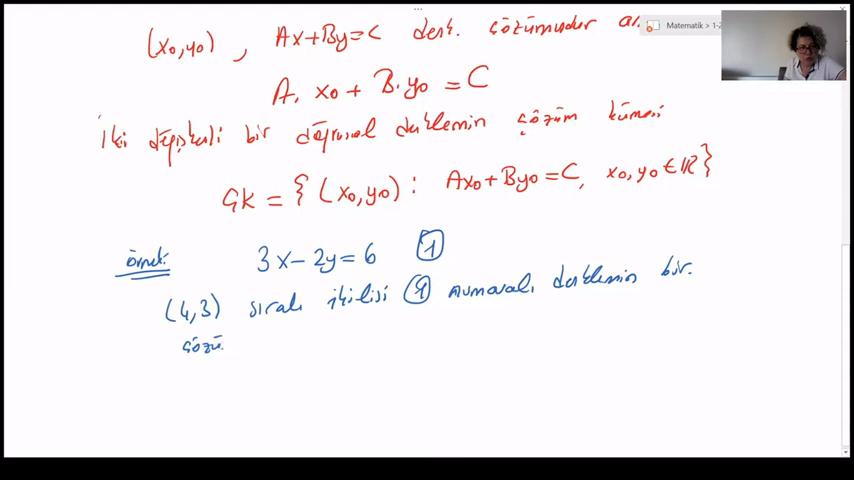 (x₀,y₀), Ax+By=C denk. çözümüdür
Matematik > 1-2
A. x₀ + B.y₀ = C
İki değişkenli bir doğrusal denklemin çözüm kümesi
ÇK = { (x₀,y₀) : Ax₀+By₀=C, x₀,y₀ ∈ IR }
örnek: 3x-2y=6 1
(4,3) sıralı ikilisi 1 numaralı denklemin bir
çözü